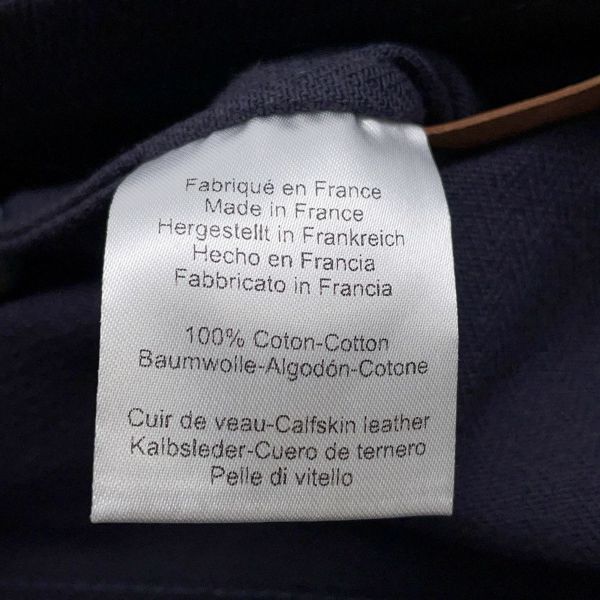 Fabriqué en France
Made in France
Hergestellt in Frankreich
Hecho en Francia
Fabbricato in Francia
100% Coton-Cotton
Baumwolle-Algodón-Cotone
Cuir de veau-Calfskin leather
Kalbsleder-Cuero de ternero
Pelle di vitello